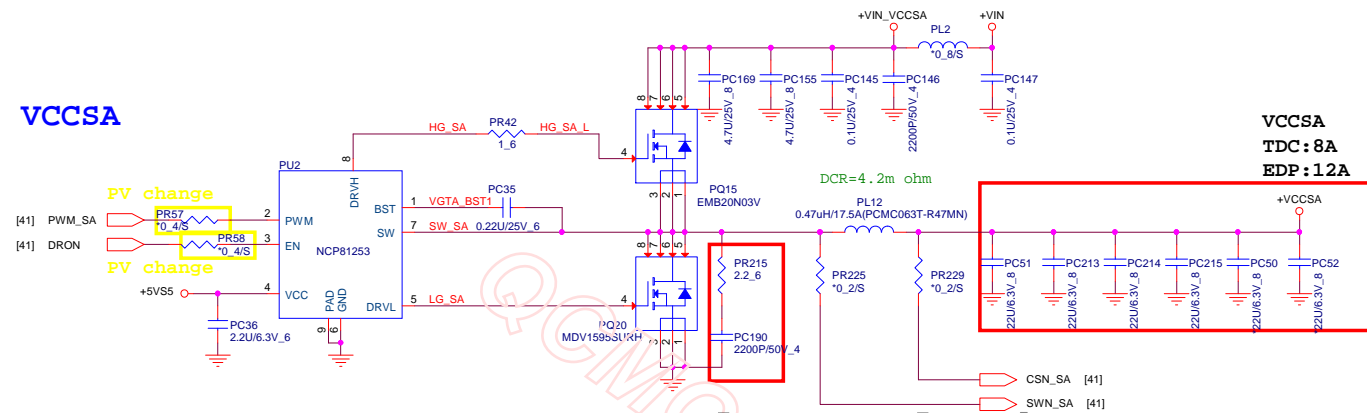 VCCSA
+VIN_VCCSA
+VIN
PL2
*0_8/S
PC169
4.7U/25V_8
PC155
4.7U/25V_8
PC145
0.1U/25V_4
PC146
2200P/50V_4
PC147
0.1U/25V_4
VCCSA
TDC:8A
EDP:12A
HG_SA
PR42
1_6
HG_SA_L
8
7
6
5
4
3
2
1
PQ15
EMB20N03V
PU2
8
DRVH
PWM
EN
VCC
PAD
GND
BST
SW
DRVL
NCP81253
2
3
4
9
6
1
7
5
PV change
[41] PWM_SA
PR57
*0_4/S
[41] DRON
PR58
*0_4/S
PV change
+5VS5
PC36
2.2U/6.3V_6
VGTA_BST1
PC35
0.22U/25V_6
SW_SA
LG_SA
8
7
6
5
4
3
2
1
PQ20
MDV1595SURH
PR215
2.2_6
PC190
2200P/50V_4
DCR=4.2m ohm
PL12
0.47uH/17.5A(PCMC063T-R47MN)
PR225
*0_2/S
PR229
*0_2/S
+VCCSA
PC51
22U/6.3V_8
PC213
22U/6.3V_8
PC214
22U/6.3V_8
PC215
22U/6.3V_8
PC50
*22U/6.3V_8
PC52
*22U/6.3V_8
CSN_SA [41]
SWN_SA [41]